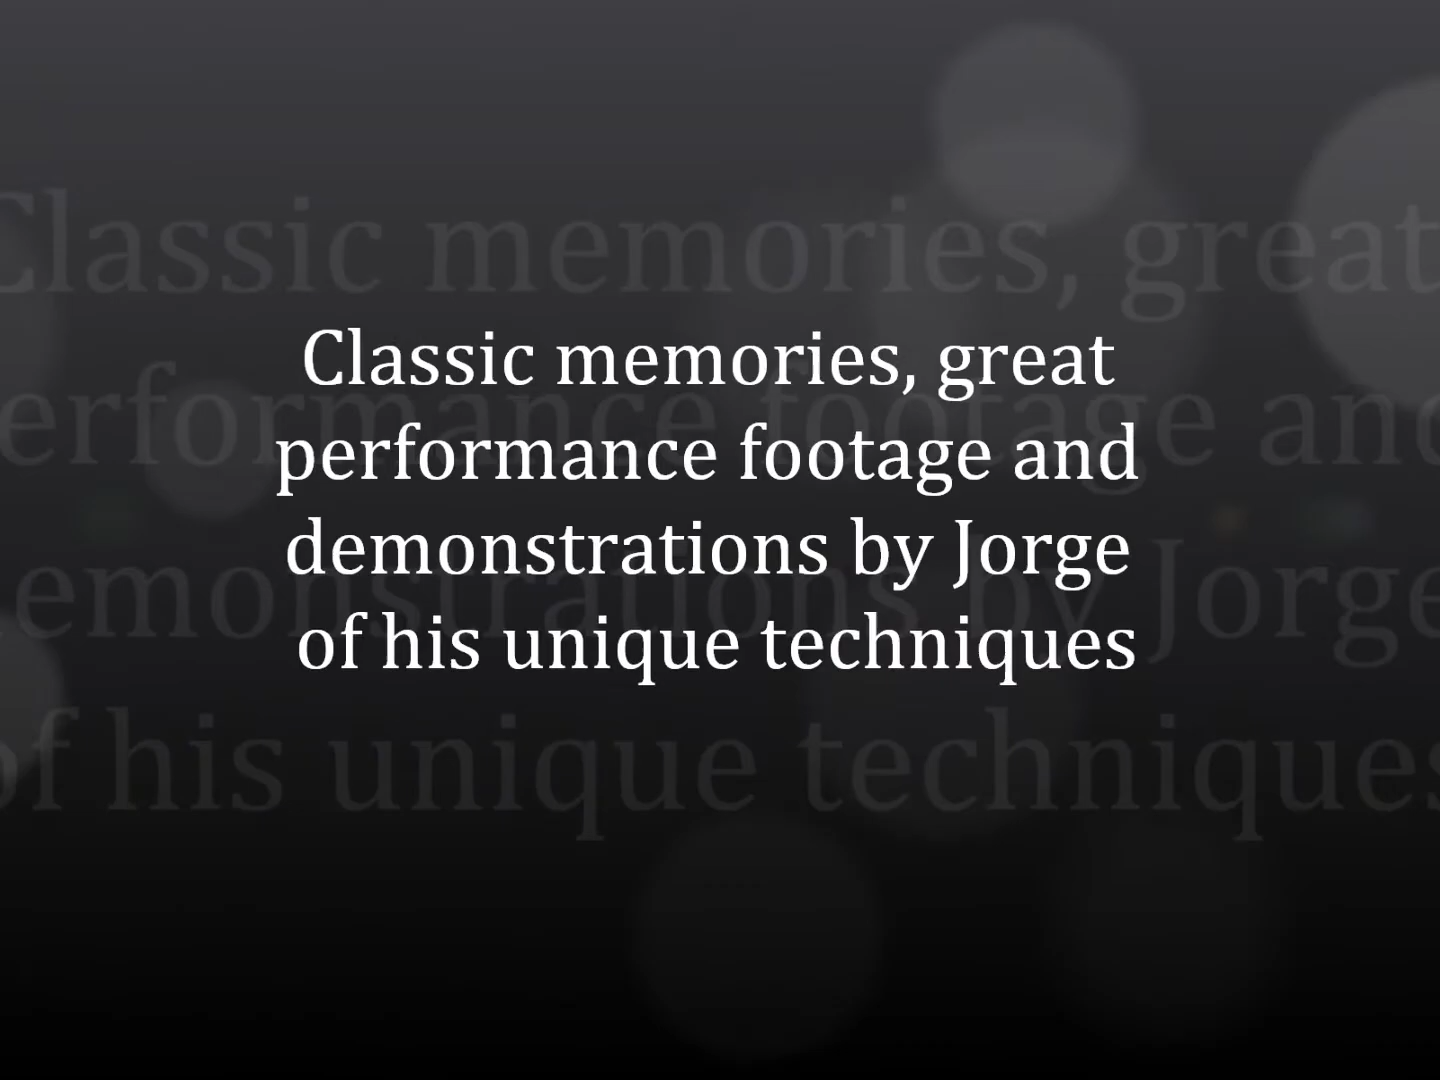 Classic memories, great
performance footage and
demonstrations by Jorge
of his unique techniques